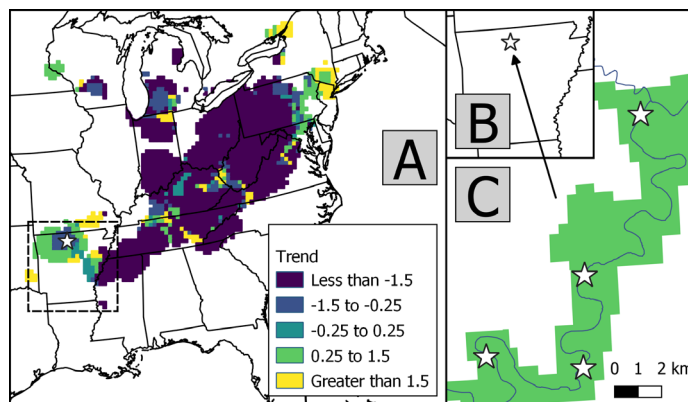 A
B
C
Trend
Less than -1.5
-1.5 to -0.25
-0.25 to 0.25
0.25 to 1.5
Greater than 1.5
0 1 2 km